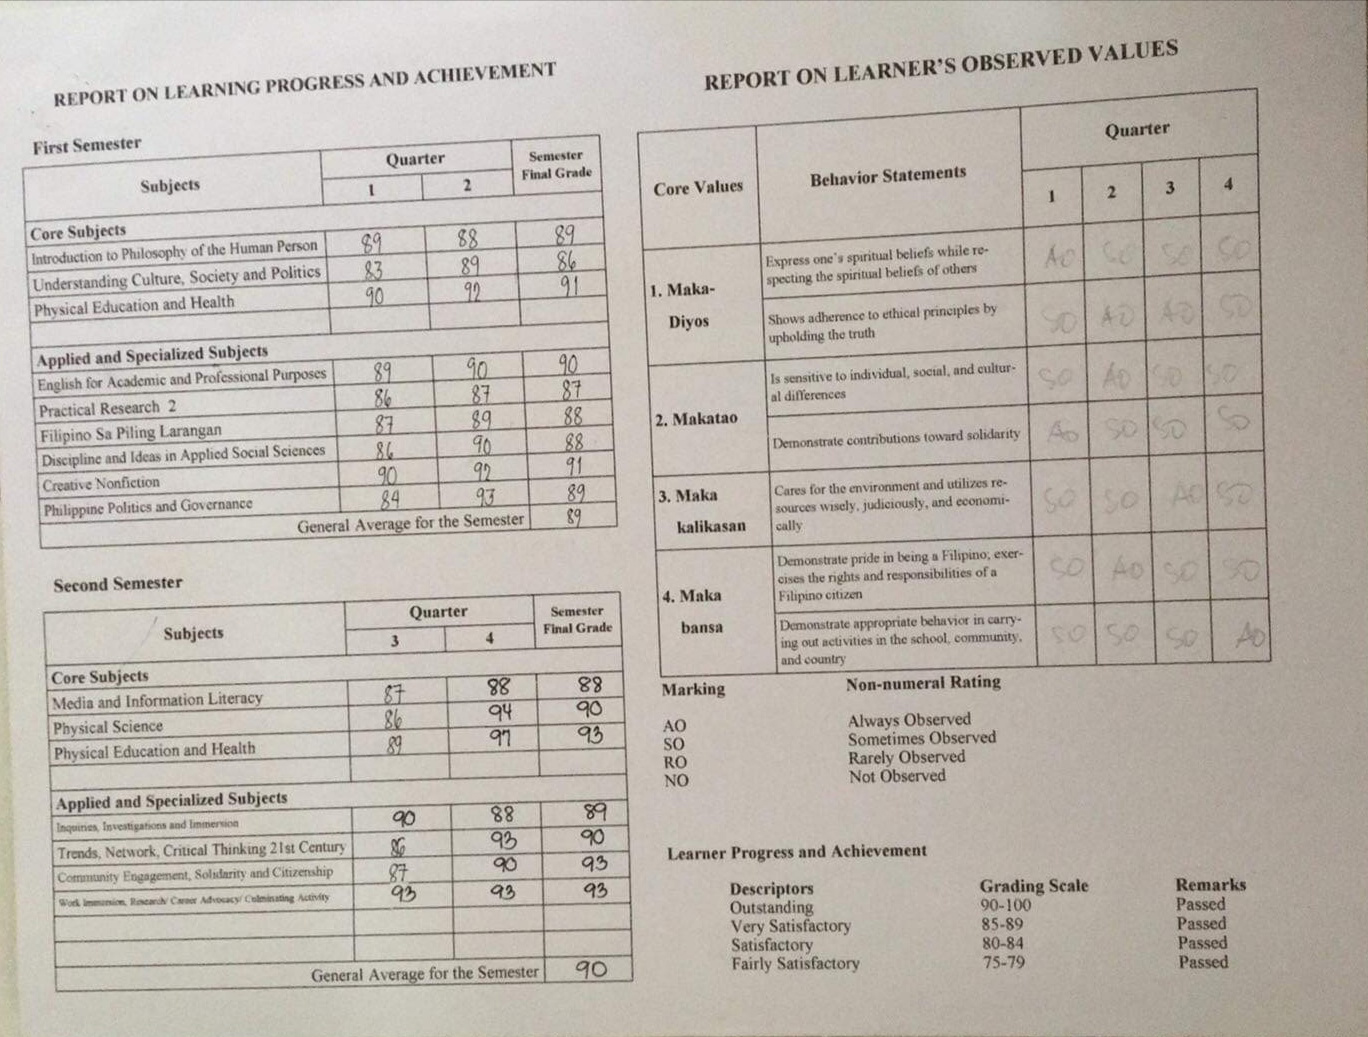 REPORT ON LEARNING PROGRESS AND ACHIEVEMENT
First Semester
Subjects Quarter Semester Final Grade
1 2
Core Subjects
Introduction to Philosophy of the Human Person 89 88 89
Understanding Culture, Society and Politics 83 89 86
Physical Education and Health 90 92 91
Applied and Specialized Subjects
English for Academic and Professional Purposes 89 90 90
Practical Research 2 86 87 87
Filipino Sa Piling Larangan 87 89 88
Discipline and Ideas in Applied Social Sciences 86 90 88
Creative Nonfiction 90 92 91
Philippine Politics and Governance 84 93 89
General Average for the Semester 89
Second Semester
Subjects Quarter Semester Final Grade
3 4
Core Subjects
Media and Information Literacy 87 88 88
Physical Science 86 94 90
Physical Education and Health 89 97 93
Applied and Specialized Subjects
Inquiries, Investigations and Immersion 90 88 89
Trends, Network, Critical Thinking 21st Century 86 93 90
Community Engagement, Solidarity and Citizenship 87 90 93
Work Immersion, Research/ Career Advocacy/ Culminating Activity 93 93 93
General Average for the Semester 90
REPORT ON LEARNER'S OBSERVED VALUES
Core Values Behavior Statements Quarter
1 2 3 4
1. Maka-
Diyos
Express one's spiritual beliefs while re-
specting the spiritual beliefs of others
AO SO SO SO
Shows adherence to ethical principles by
upholding the truth
SO AO AO SO
2. Makatao
Is sensitive to individual, social, and cultur-
al differences
SO AO SO SO
Demonstrate contributions toward solidarity
AO SO SO SO
3. Maka
kalikasan
Cares for the environment and utilizes re-
sources wisely, judiciously, and economi-
cally
SO SO AO SO
4. Maka
bansa
Demonstrate pride in being a Filipino; exer-
cises the rights and responsibilities of a
Filipino citizen
SO AO SO SO
Demonstrate appropriate behavior in carry-
ing out activities in the school, community,
and country
SO SO SO AO
Marking Non-numeral Rating
AO Always Observed
SO Sometimes Observed
RO Rarely Observed
NO Not Observed
Learner Progress and Achievement
Descriptors Grading Scale Remarks
Outstanding 90-100 Passed
Very Satisfactory 85-89 Passed
Satisfactory 80-84 Passed
Fairly Satisfactory 75-79 Passed